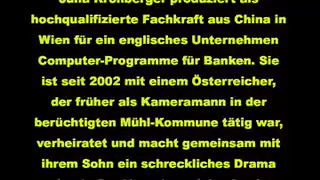 Julia Kronberger produziert als
hochqualifizierte Fachkraft aus China in
Wien für ein englisches Unternehmen
Computer-Programme für Banken. Sie
ist seit 2002 mit einem Österreicher,
der früher als Kameramann in der
berüchtigten Mühl-Kommune tätig war,
verheiratet und macht gemeinsam mit
ihrem Sohn ein schreckliches Drama